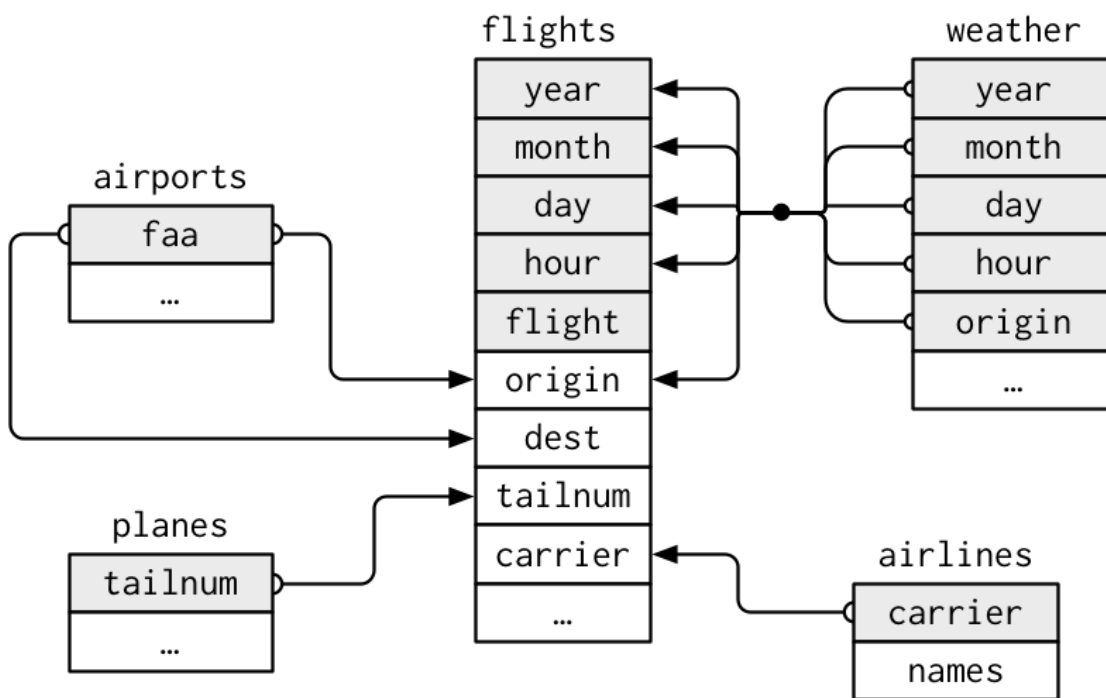 flights
year
month
day
hour
flight
origin
dest
tailnum
carrier
…
weather
year
month
day
hour
origin
…
airports
faa
…
planes
tailnum
…
airlines
carrier
names